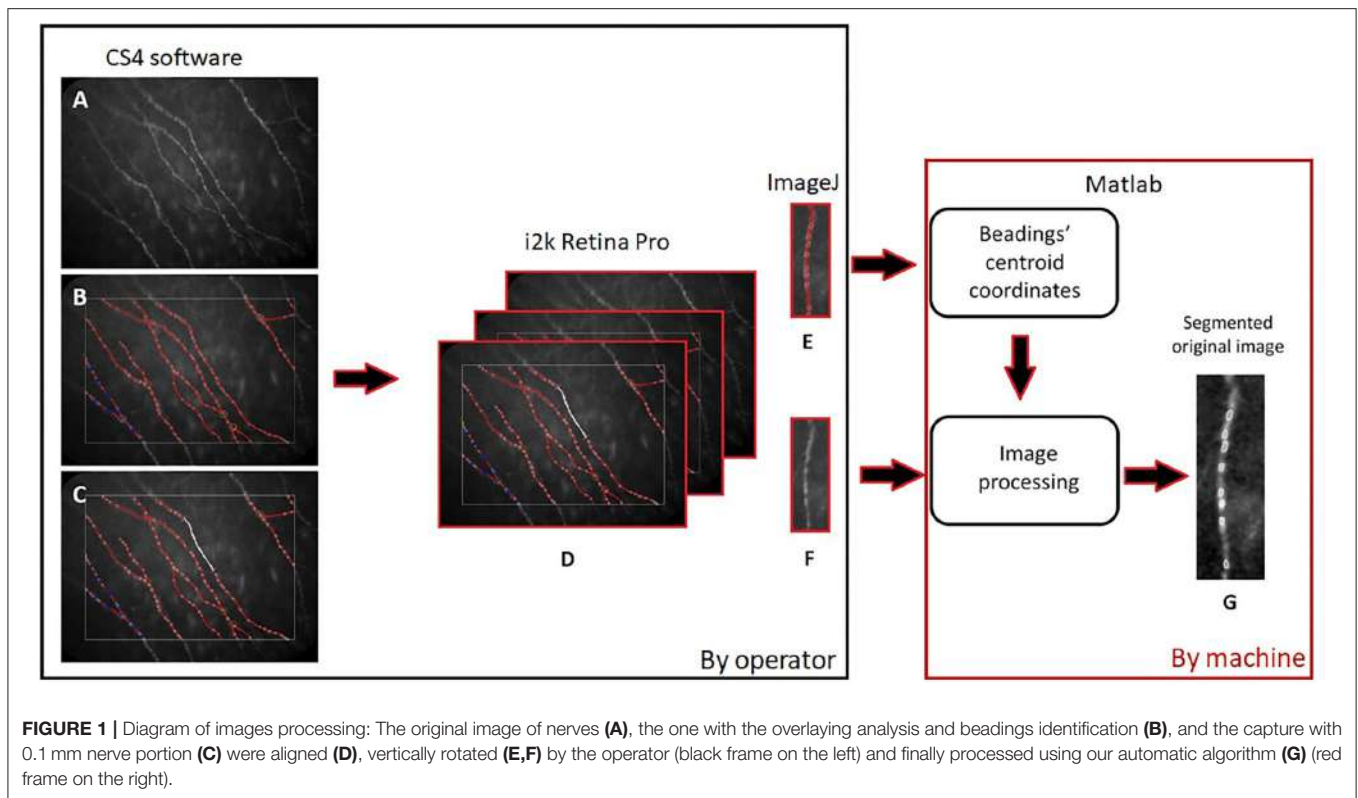 CS4 software
A
B
C
i2k Retina Pro
D
ImageJ
E
F
By operator
Matlab
Beadings'
centroid
coordinates
Image
processing
Segmented
original image
G
By machine
FIGURE 1 | Diagram of images processing: The original image of nerves (A), the one with the overlaying analysis and beadings identification (B), and the capture with
0.1 mm nerve portion (C) were aligned (D), vertically rotated (E,F) by the operator (black frame on the left) and finally processed using our automatic algorithm (G) (red
frame on the right).